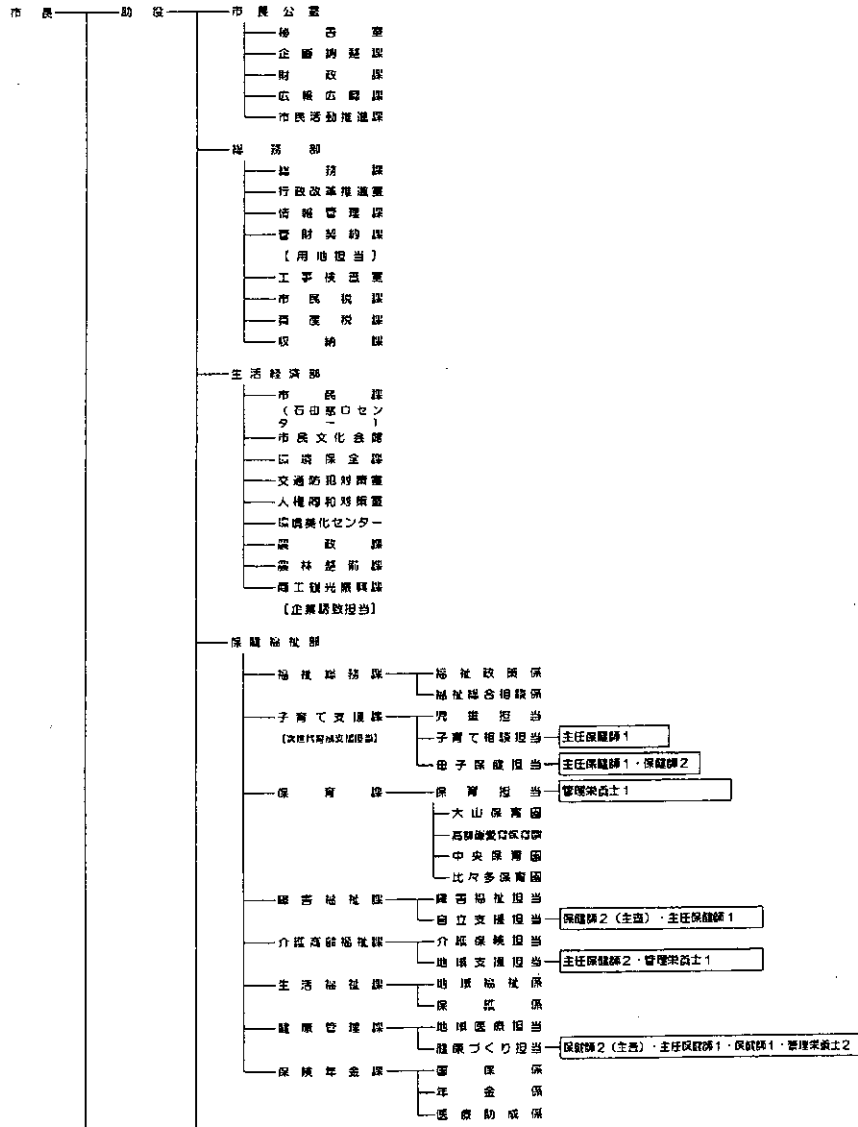 市長 助役 市長公室
秘書室
企画調整課
財政課
広報広聴課
市民活動推進課
総務部
総務課
行政改革推進室
情報管理課
管財契約課
【用地担当】
工事検査室
市民税課
資産税課
収納課
生活経済部
市民課
(石田窓口セン
ター)
市民文化会館
環境保全課
交通防犯対策室
人権同和対策室
環境美化センター
農政課
農林整備課
商工観光振興課
【企業誘致担当】
保健福祉部
福祉総務課 福祉政策係
福祉総合相談係
子育て支援課 児童担当
【次世代育成支援担当】 子育て相談担当 主任保健師1
母子保健担当 主任保健師1・保健師2
保育課 保育担当 管理栄養士1
大山保育園
高部屋愛育保育園
中央保育園
比々多保育園
障害福祉課 障害福祉担当
自立支援担当 保健師2(主査)・主任保健師1
介護高齢福祉課 介護保険担当
地域支援担当 主任保健師2・管理栄養士1
生活福祉課 地域福祉係
保護係
健康管理課 地域医療担当
健康づくり担当 保健師2(主査)・主任保健師1・保健師1・管理栄養士2
保険年金課 国保係
年金係
医療助成係